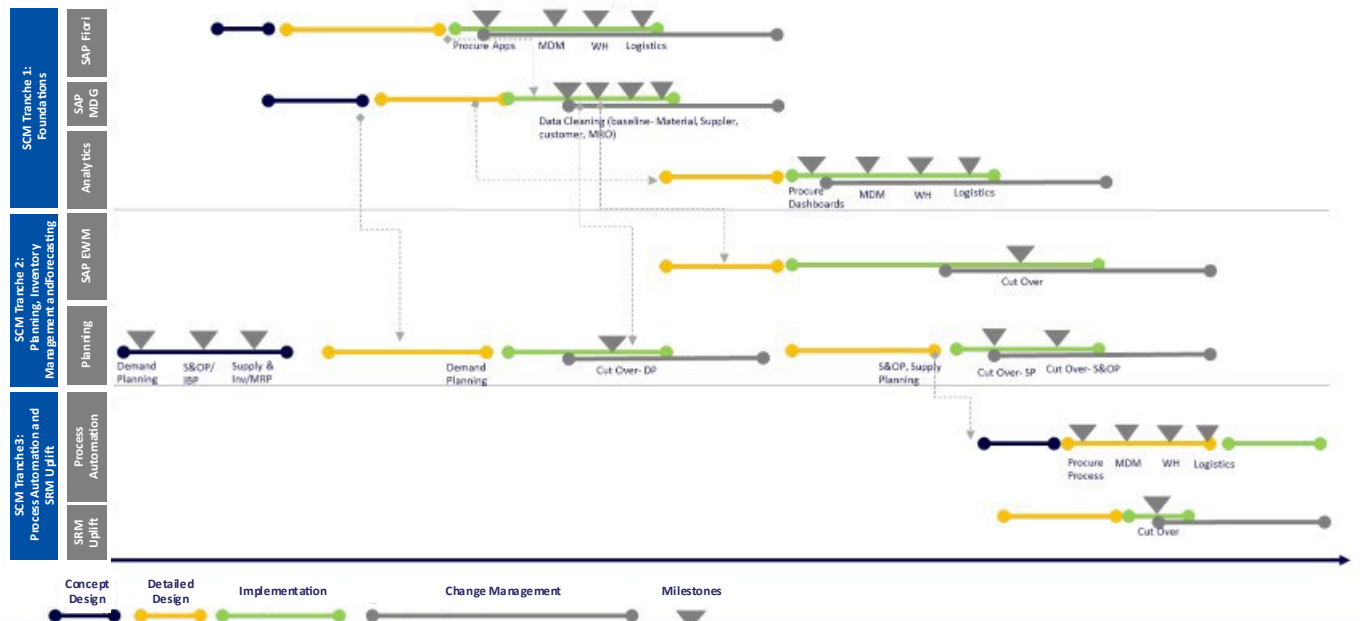 SCM Tranche 1:
Foundations
SAP Fiori
Procure Apps
MDM
WH
Logistics
SAP
MDG
Data Cleaning (baseline- Material, Suppler,
customer, MRO)
Analytics
Procure
Dashboards
MDM
WH
Logistics
SCM Tranche 2:
Planning, Inventory
Management andForecasting
SAP EWM
Cut Over
Planning
Demand
Planning
S&OP/
IBP
Supply &
Inv/MRP
Demand
Planning
Cut Over- DP
S&OP, Supply
Planning
Cut Over- SP
Cut Over- S&OP
SCM Tranche3:
Process Automation and
SRM Uplift
Process
Automation
Procure
Process
MDM
WH
Logistics
SRM
Uplift
Cut Over
Concept
Design
Detailed
Design
Implementation
Change Management
Milestones